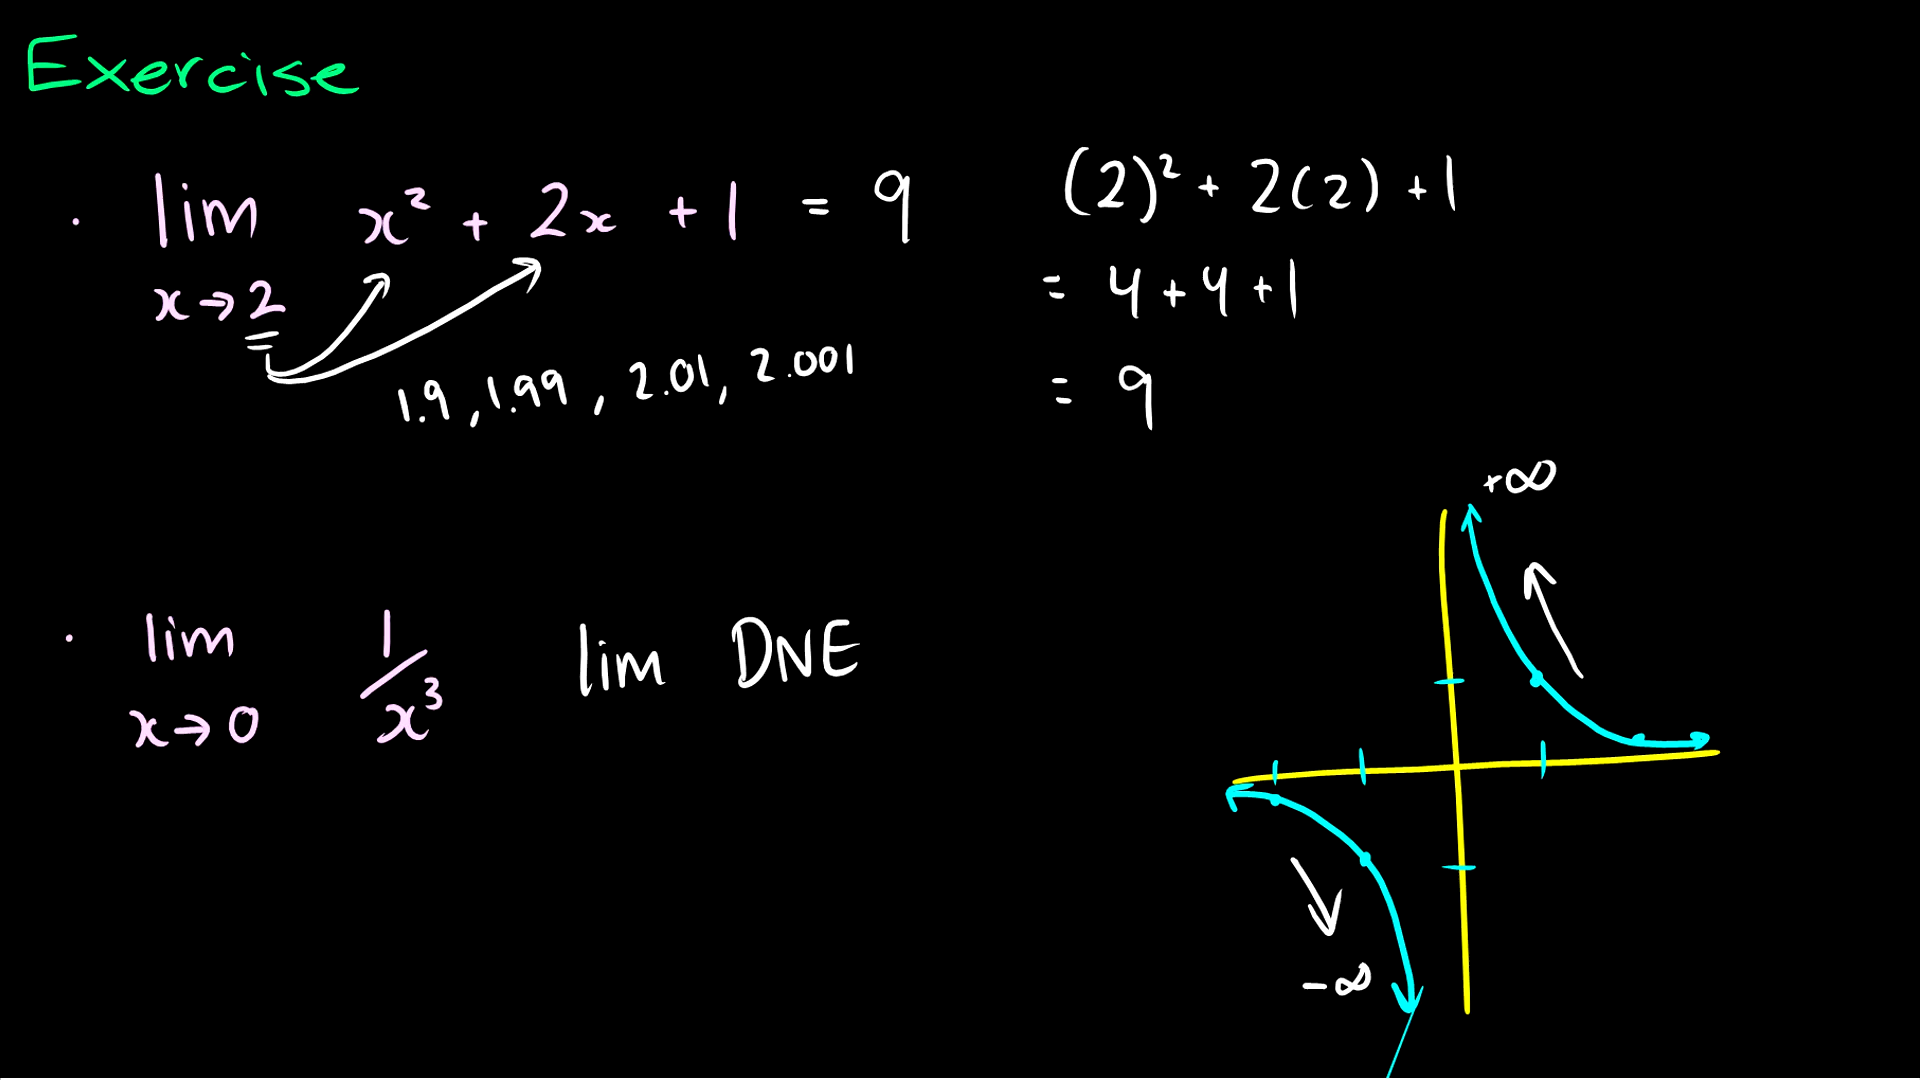 Exercise
· lim x² + 2x + 1 = 9
x→2
1.9, 1.99, 2.01, 2.001
(2)² + 2(2) + 1
= 4 + 4 + 1
= 9
· lim 1/x³ lim DNE
x→0
+∞
-∞